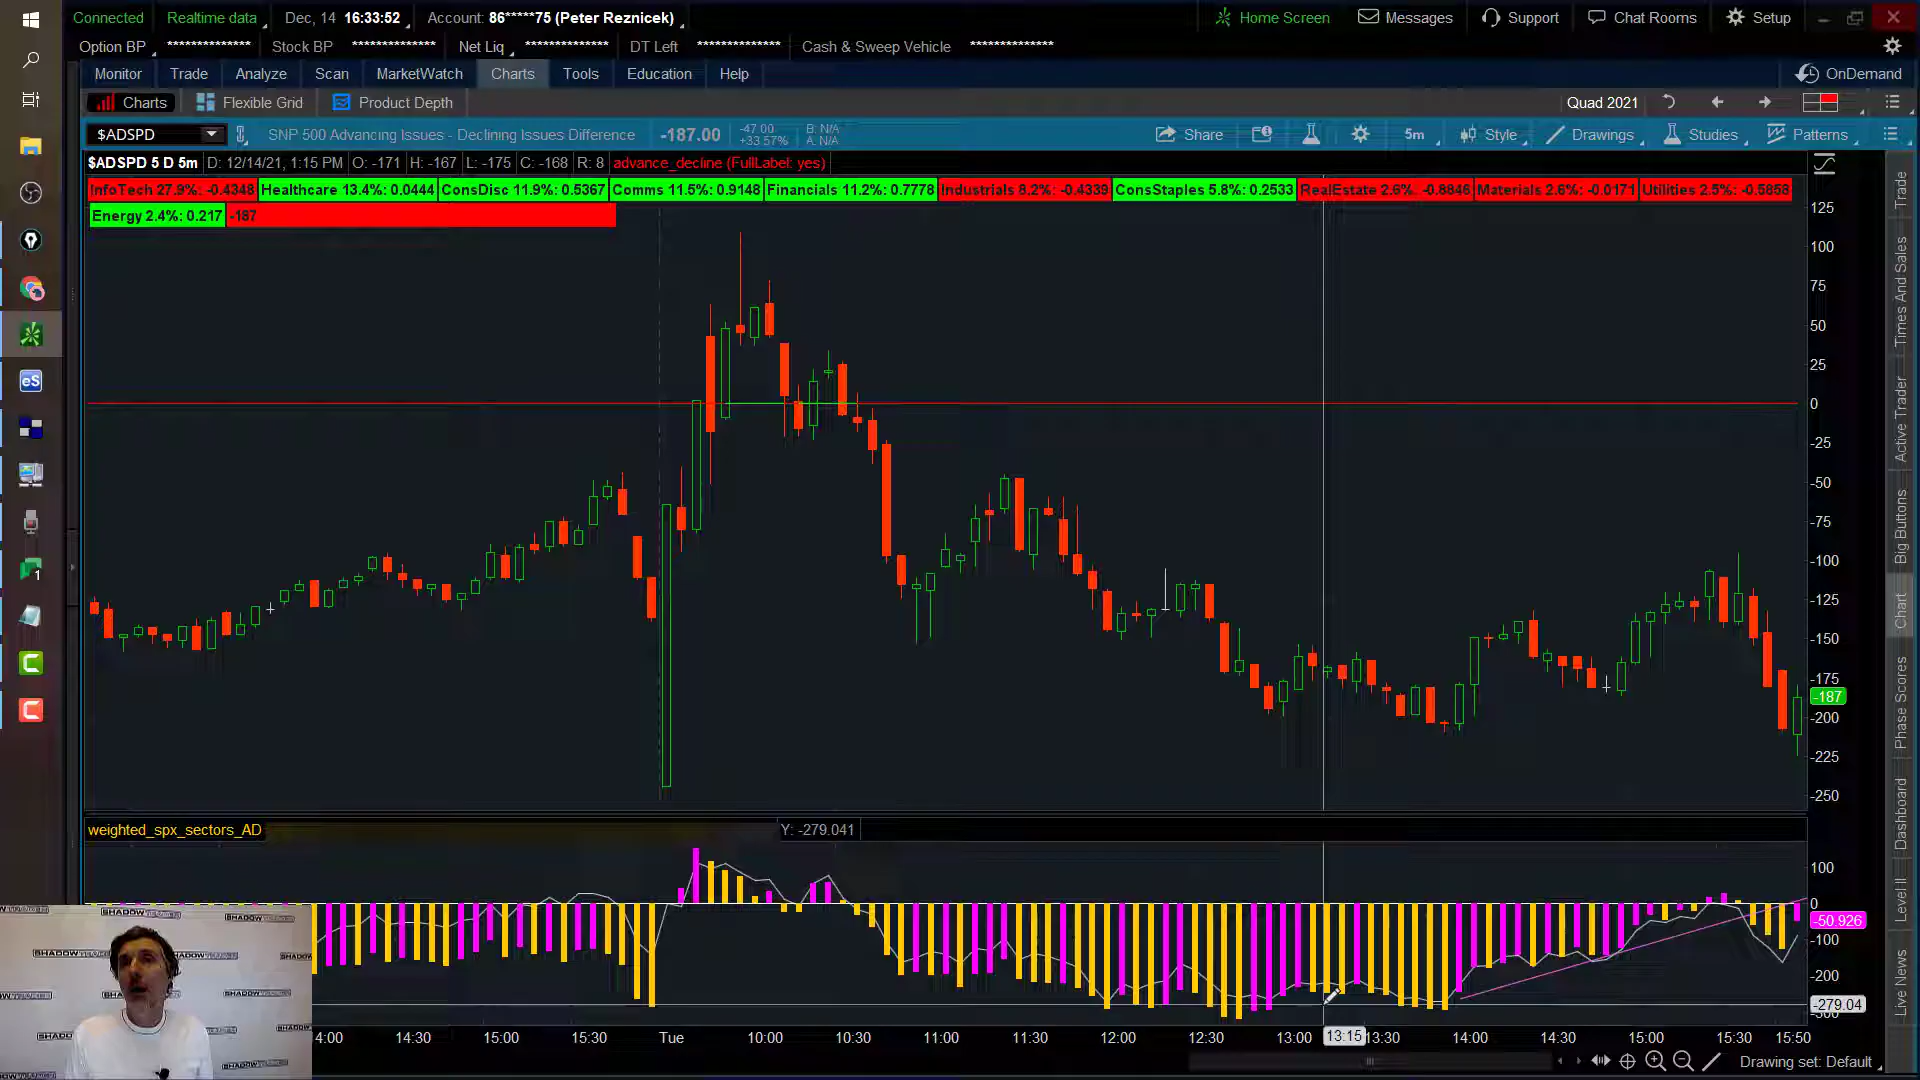 Connected Realtime data Dec, 14 16:33:52 Account: 86*****75 (Peter Reznicek) Home Screen Messages Support Chat Rooms Setup
Option BP ************** Stock BP ************** Net Liq ************** DT Left ************** Cash & Sweep Vehicle **************
Monitor Trade Analyze Scan MarketWatch Charts Tools Education Help OnDemand
Charts Flexible Grid Product Depth Quad 2021
$ADSPD SNP 500 Advancing Issues - Declining Issues Difference -187.00 -47.00 +33.57% B: N/A A: N/A Share 5m Style Drawings Studies Patterns
$ADSPD 5 D 5m D: 12/14/21, 1:15 PM O: -171 H: -167 L: -175 C: -168 R: 8 advance_decline (FullLabel: yes)
InfoTech 27.9%: -0.4348 Healthcare 13.4%: 0.0444 ConsDisc 11.9%: 0.5367 Comms 11.5%: 0.9148 Financials 11.2%: 0.7778 Industrials 8.2%: -0.4339 ConsStaples 5.8%: 0.2533 RealEstate 2.6%: -0.8846 Materials 2.6%: -0.0171 Utilities 2.5%: -0.5858
Energy 2.4%: 0.217 -187
125
100
75
50
25
0
-25
-50
-75
-100
-125
-150
-175
-187
-200
-225
-250
weighted_spx_sectors_AD Y: -279.041
100
0
-50.926
-100
-200
-279.04
14:30 15:00 15:30 Tue 10:00 10:30 11:00 11:30 12:00 12:30 13:00 13:15 13:30 14:00 14:30 15:00 15:30 15:50
Drawing set: Default
Trade
Times And Sales
Active Trader
Big Buttons
Chart
Phase Scores
Dashboard
Level II
Live News
eS
1
SHADOW